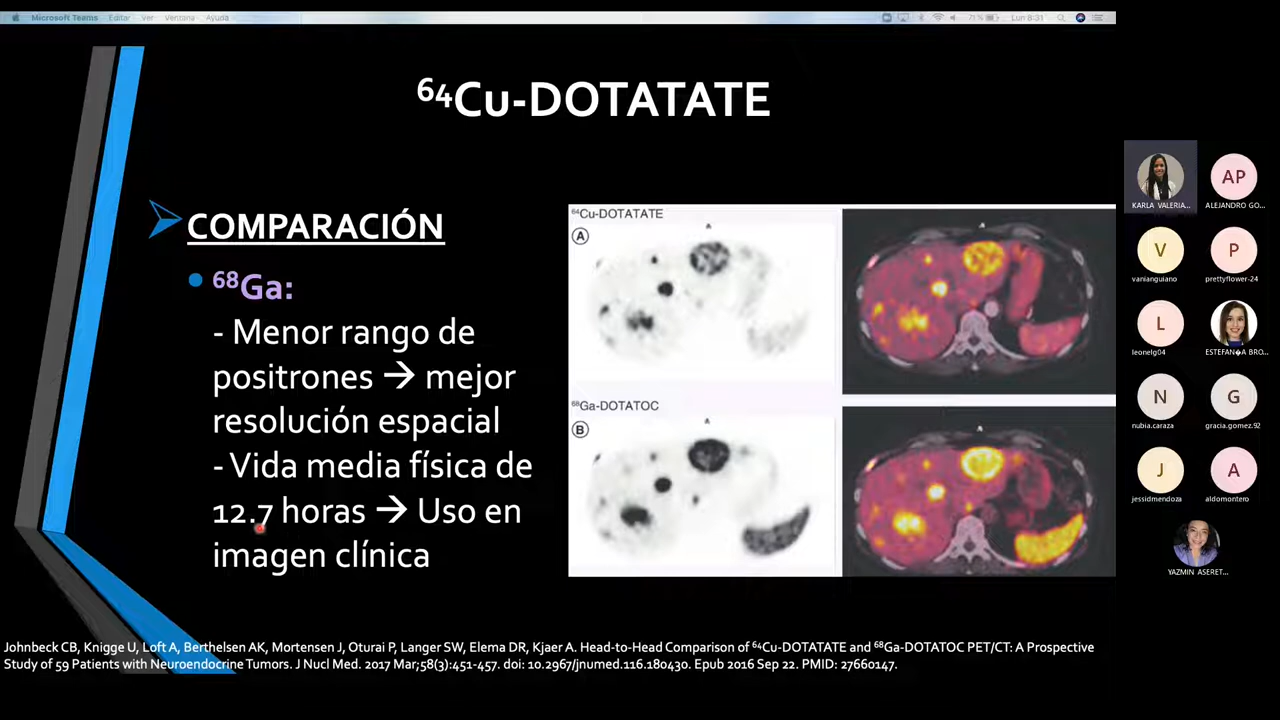 Microsoft Teams Editar Ver Ventana Ayuda
71% Lun 8:31
⁶⁴Cu-DOTATATE
COMPARACIÓN
⁶⁸Ga:
- Menor rango de
positrones → mejor
resolución espacial
- Vida media física de
12.7 horas → Uso en
imagen clínica
⁶⁴Cu-DOTATATE
A
⁶⁸Ga-DOTATOC
B
Johnbeck CB, Knigge U, Loft A, Berthelsen AK, Mortensen J, Oturai P, Langer SW, Elema DR, Kjaer A. Head-to-Head Comparison of ⁶⁴Cu-DOTATATE and ⁶⁸Ga-DOTATOC PET/CT: A Prospective
Study of 59 Patients with Neuroendocrine Tumors. J Nucl Med. 2017 Mar;58(3):451-457. doi: 10.2967/jnumed.116.180430. Epub 2016 Sep 22. PMID: 27660147.
KARLA VALERIA...
AP
ALEJANDRO GO...
V
vanianguiano
P
prettyflower-24
L
leonelg04
ESTEFAN�A BRO...
N
nubia.caraza
G
gracia.gomez.92
J
jessidmendoza
A
aldomontero
YAZMIN ASERET...